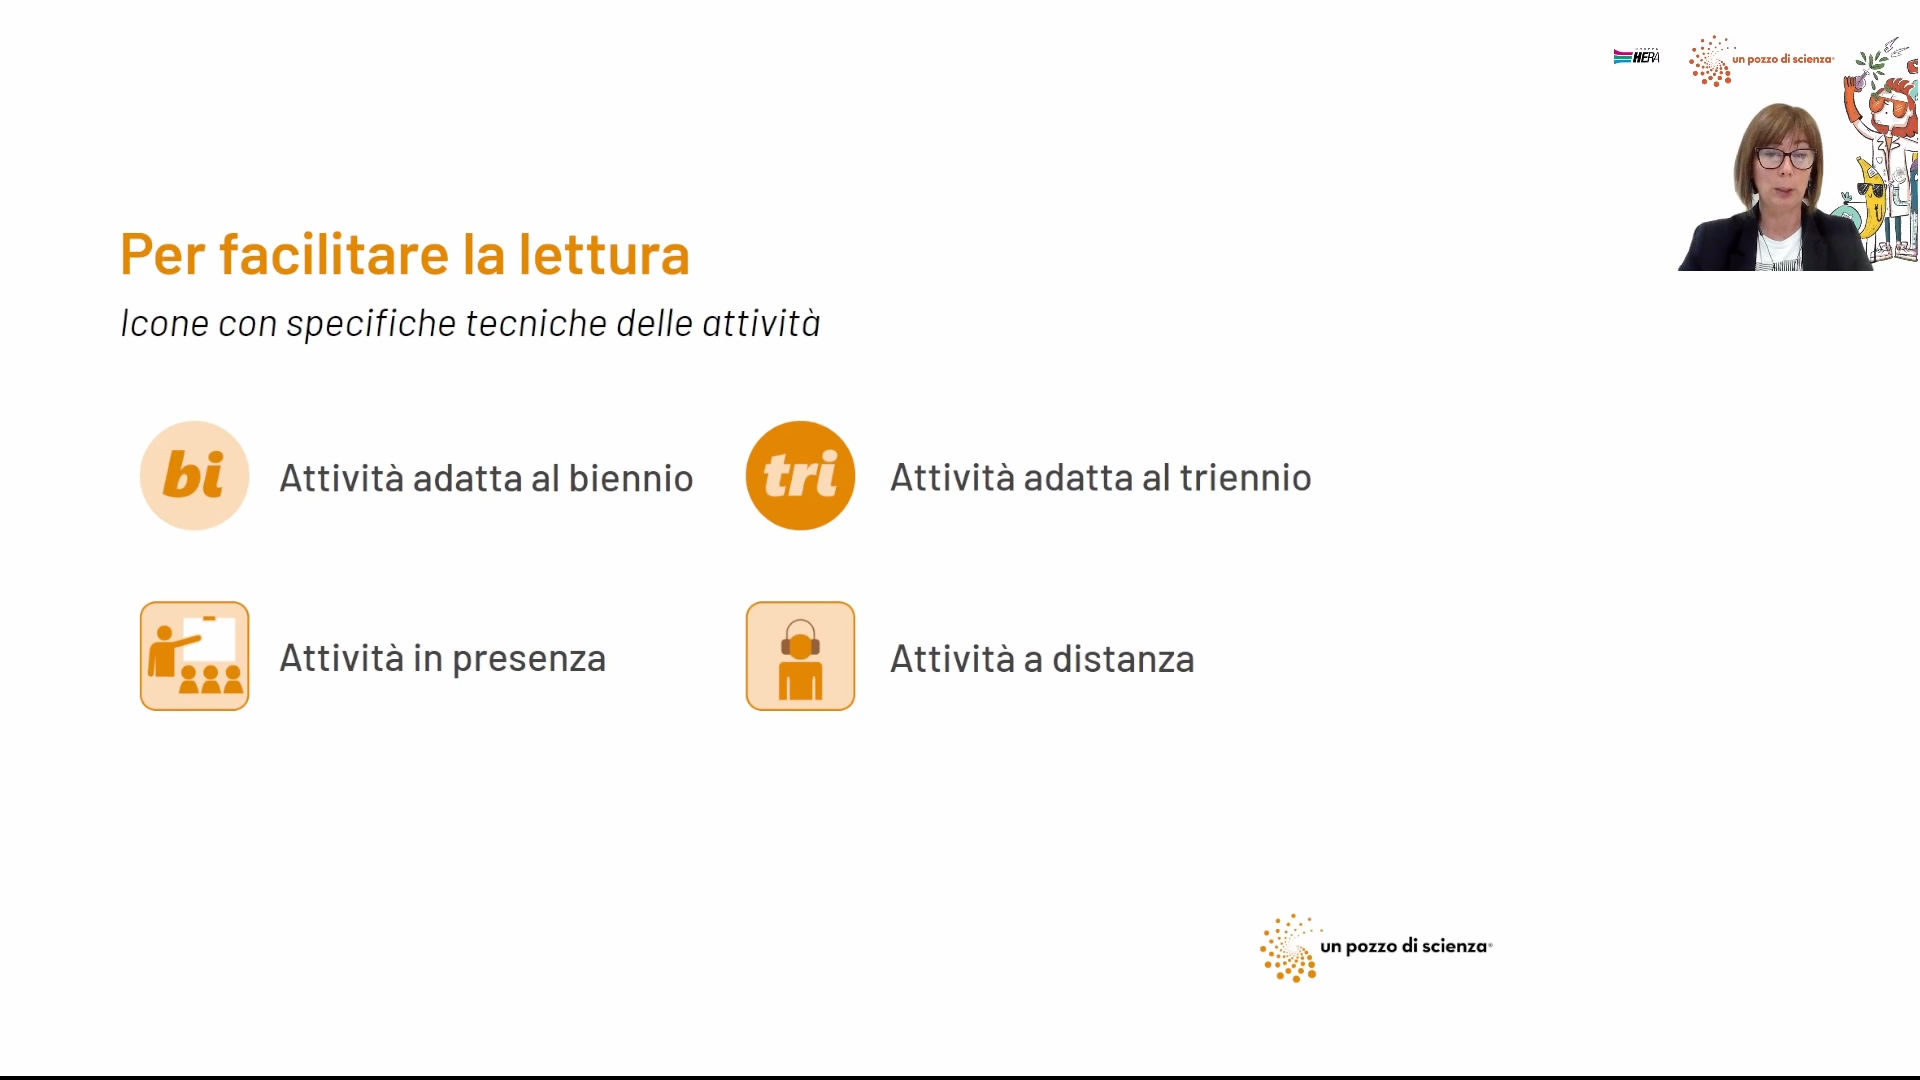 HERA
un pozzo di scienza
Per facilitare la lettura
Icone con specifiche tecniche delle attività
bi
Attività adatta al biennio
tri
Attività adatta al triennio
Attività in presenza
Attività a distanza
un pozzo di scienza